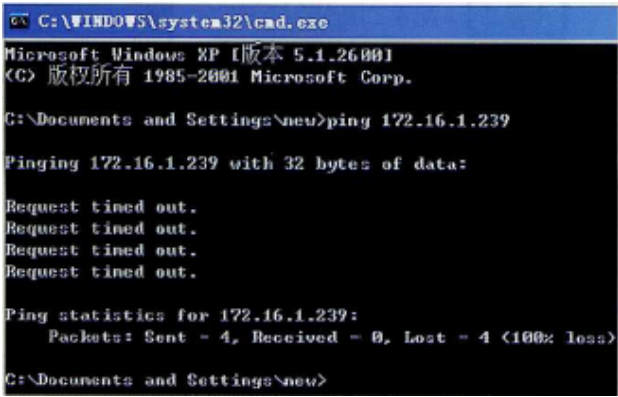 C:\WINDOWS\system32\cmd.exe
Microsoft Windows XP [版本 5.1.2600]
(C) 版权所有 1985-2001 Microsoft Corp.
C:\Documents and Settings\new>ping 172.16.1.239
Pinging 172.16.1.239 with 32 bytes of data:
Request timed out.
Request timed out.
Request timed out.
Request timed out.
Ping statistics for 172.16.1.239:
Packets: Sent = 4, Received = 0, Lost = 4 (100% loss)
C:\Documents and Settings\new>